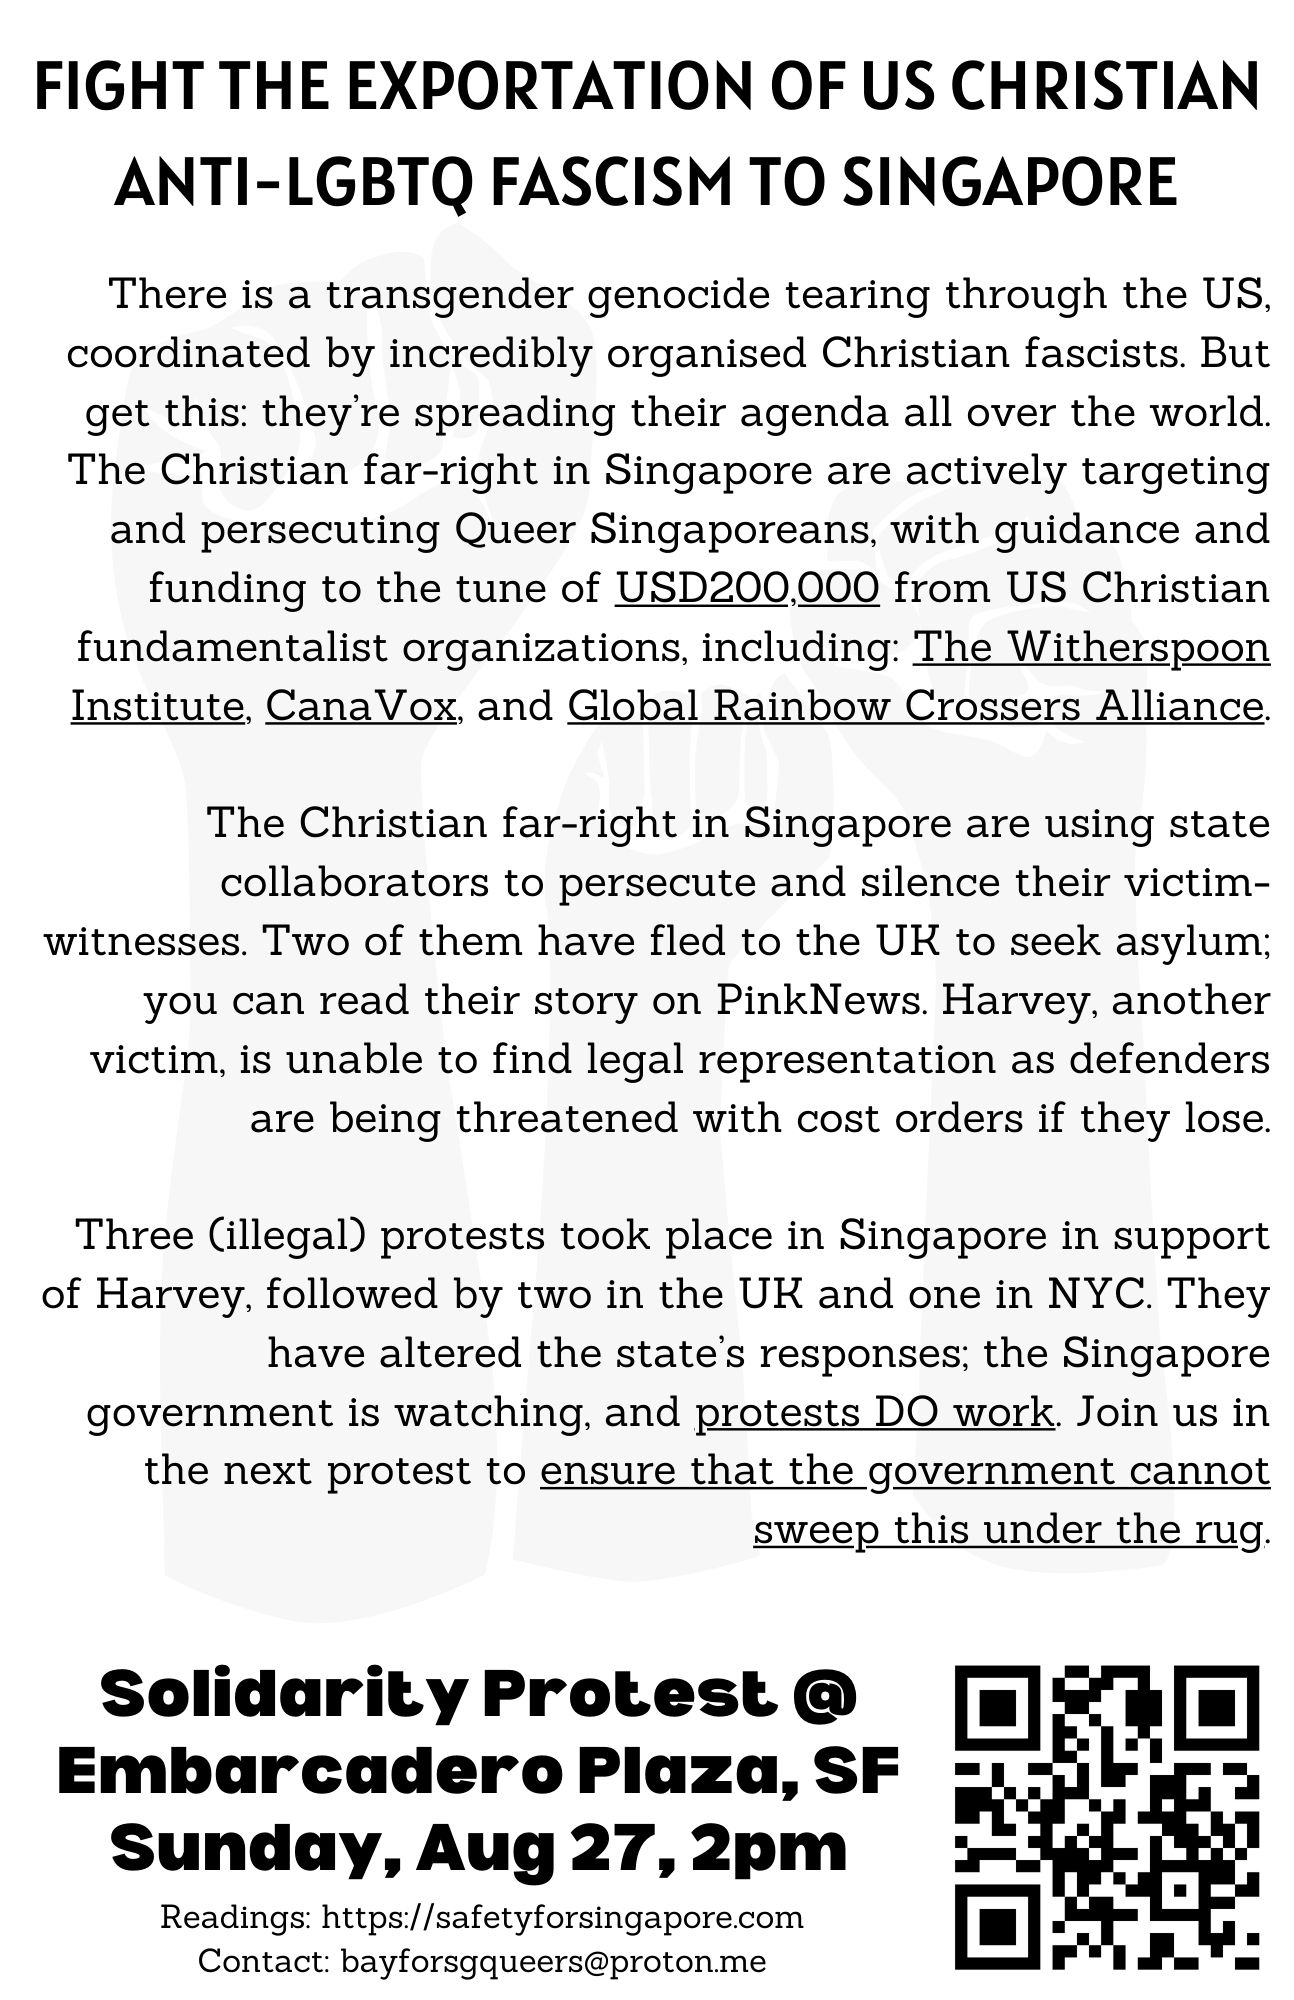 FIGHT THE EXPORTATION OF US CHRISTIAN
ANTI-LGBTQ FASCISM TO SINGAPORE
There is a transgender genocide tearing through the US,
coordinated by incredibly organised Christian fascists. But
get this: they’re spreading their agenda all over the world.
The Christian far-right in Singapore are actively targeting
and persecuting Queer Singaporeans, with guidance and
funding to the tune of USD200,000 from US Christian
fundamentalist organizations, including: The Witherspoon
Institute, CanaVox, and Global Rainbow Crossers Alliance.
The Christian far-right in Singapore are using state
collaborators to persecute and silence their victim-
witnesses. Two of them have fled to the UK to seek asylum;
you can read their story on PinkNews. Harvey, another
victim, is unable to find legal representation as defenders
are being threatened with cost orders if they lose.
Three (illegal) protests took place in Singapore in support
of Harvey, followed by two in the UK and one in NYC. They
have altered the state’s responses; the Singapore
government is watching, and protests DO work. Join us in
the next protest to ensure that the government cannot
sweep this under the rug.
Solidarity Protest @
Embarcadero Plaza, SF
Sunday, Aug 27, 2pm
Readings: https://safetyforsingapore.com
Contact: bayforsgqueers@proton.me